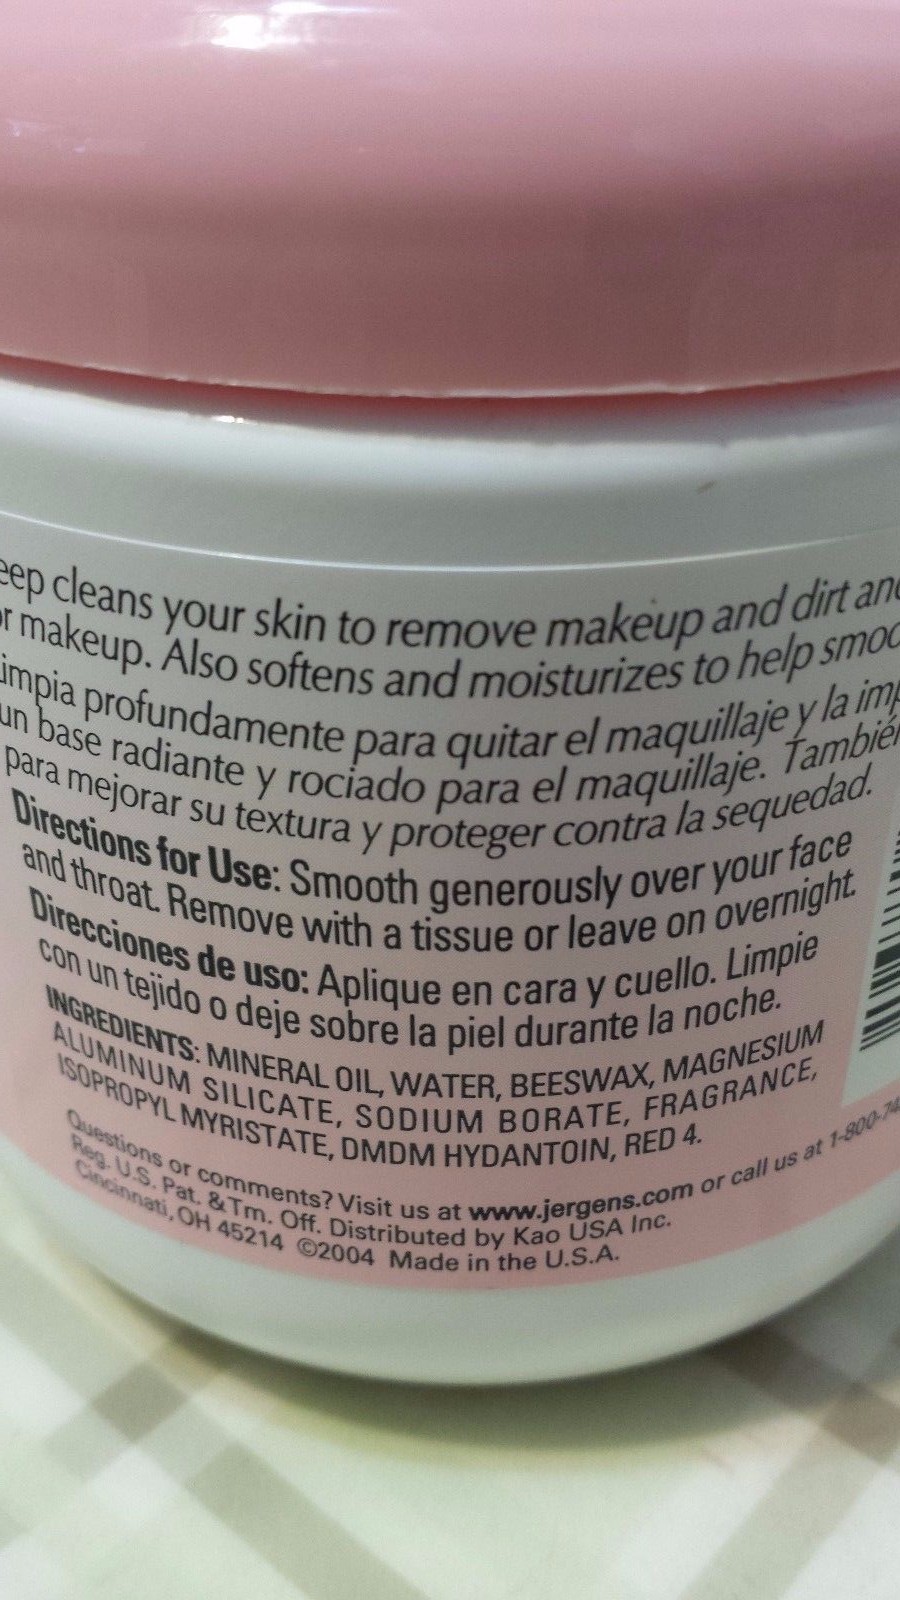 cleans your skin to remove makeup and dirt
makeup. Also softens and moisturizes to help
profundamente para quitar el maquillaje y la
un base radiante y rociado para el maquillaje. También
para mejorar su textura y proteger contra la sequedad.
Directions for Use: Smooth generously over your face
and throat. Remove with a tissue or leave on overnight.
Direcciones de uso: Aplique en cara y cuello. Limpie
con un tejido o deje sobre la piel durante la noche.
INGREDIENTS: MINERAL OIL, WATER, BEESWAX, MAGNESIUM
ALUMINUM SILICATE, SODIUM BORATE, FRAGRANCE,
ISOPROPYL MYRISTATE, DMDM HYDANTOIN, RED 4.
Questions or comments? Visit us at www.jergens.com or call us at 1-800-74
Reg. U.S. Pat. & Tm. Off. Distributed by Kao USA Inc.
Cincinnati, OH 45214 ©2004 Made in the U.S.A.